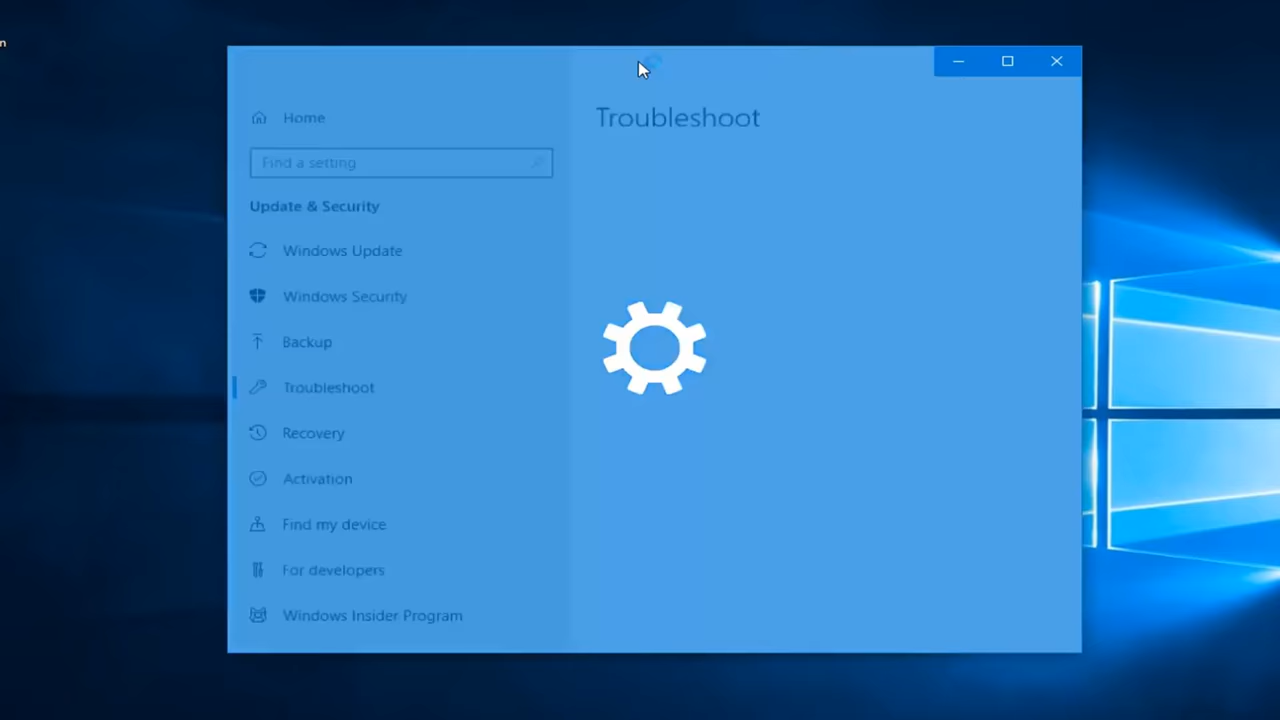 n
Home
Troubleshoot
Find a setting
Update & Security
Windows Update
Windows Security
Backup
Troubleshoot
Recovery
Activation
Find my device
For developers
Windows Insider Program